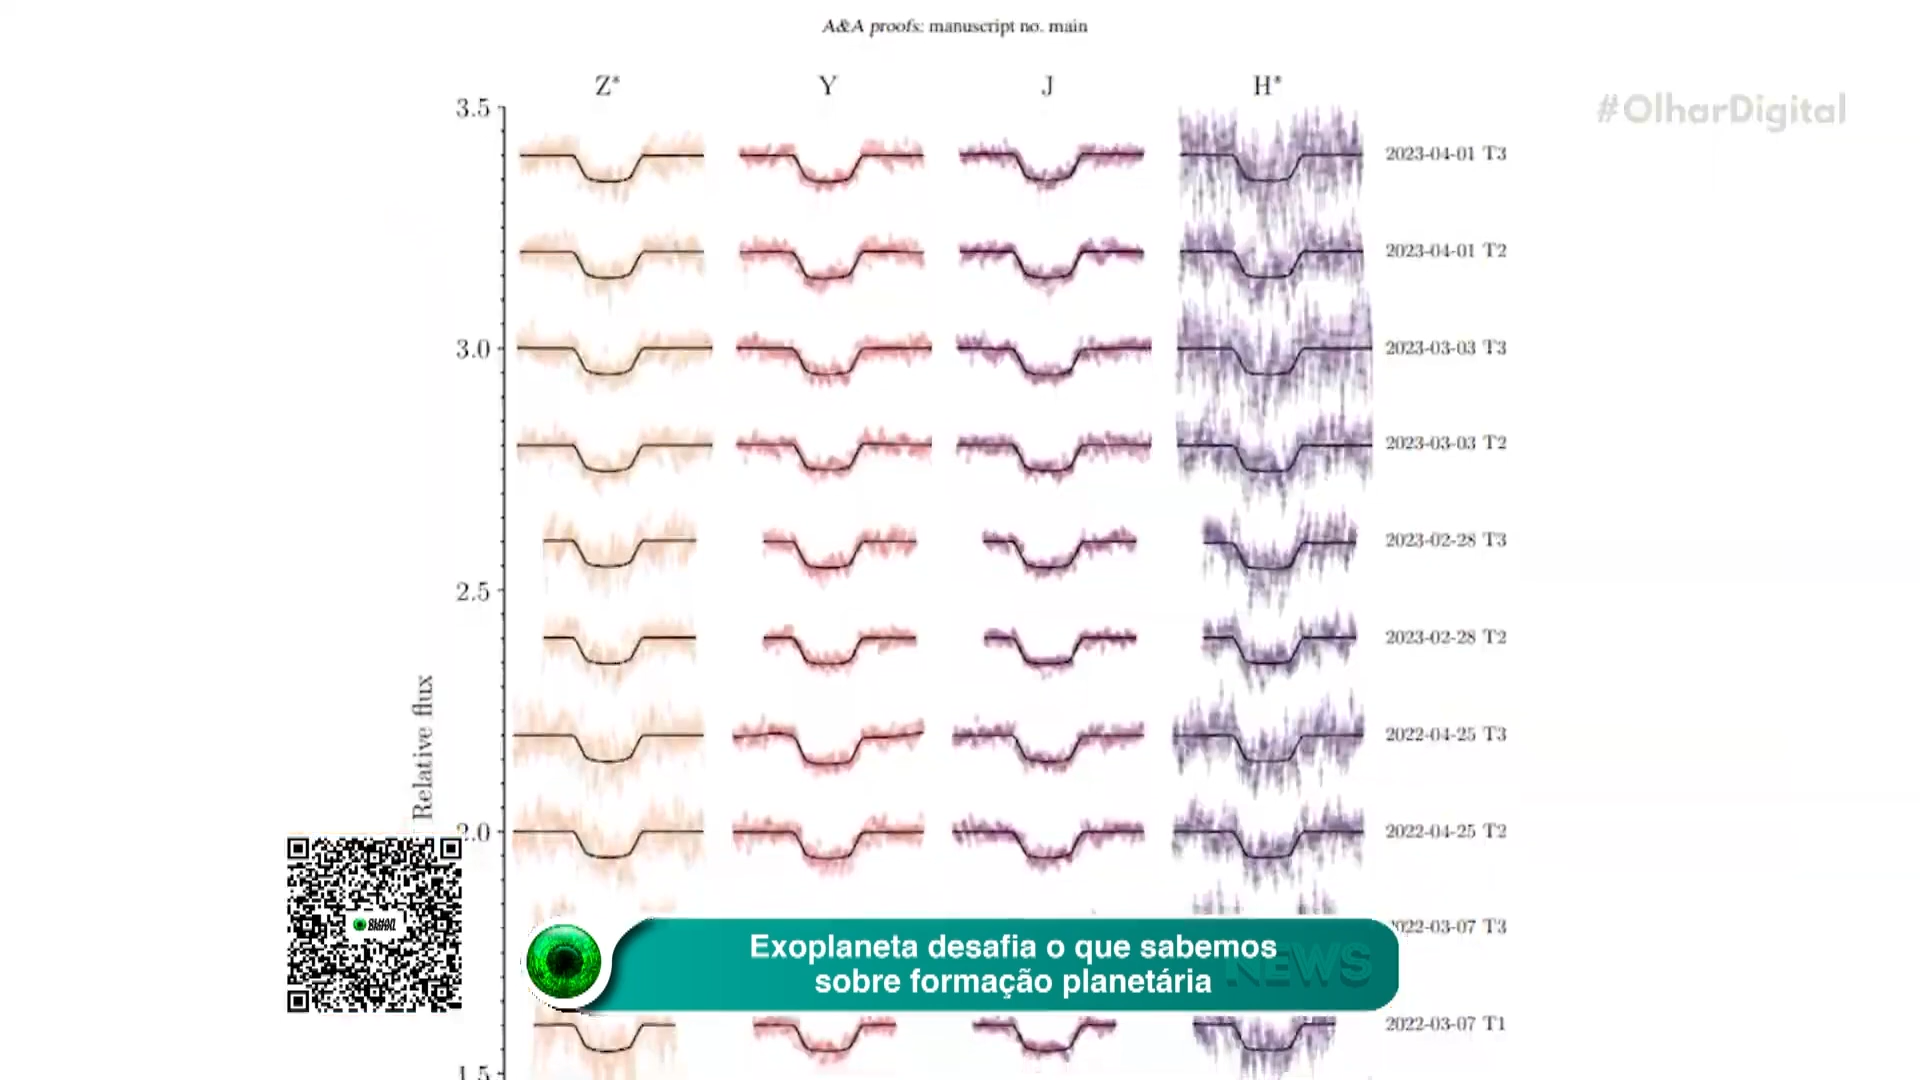 A&A proofs: manuscript no. main
Z* Y J H*
#OlharDigital
3.5
2023-04-01 T3
2023-04-01 T2
3.0
2023-03-03 T3
2023-03-03 T2
2023-02-28 T3
2.5
2023-02-28 T2
Relative flux
2022-04-25 T3
2.0
2022-04-25 T2
2022-03-07 T3
Exoplaneta desafia o que sabemos
sobre formação planetária
NEWS
2022-03-07 T1
1.5